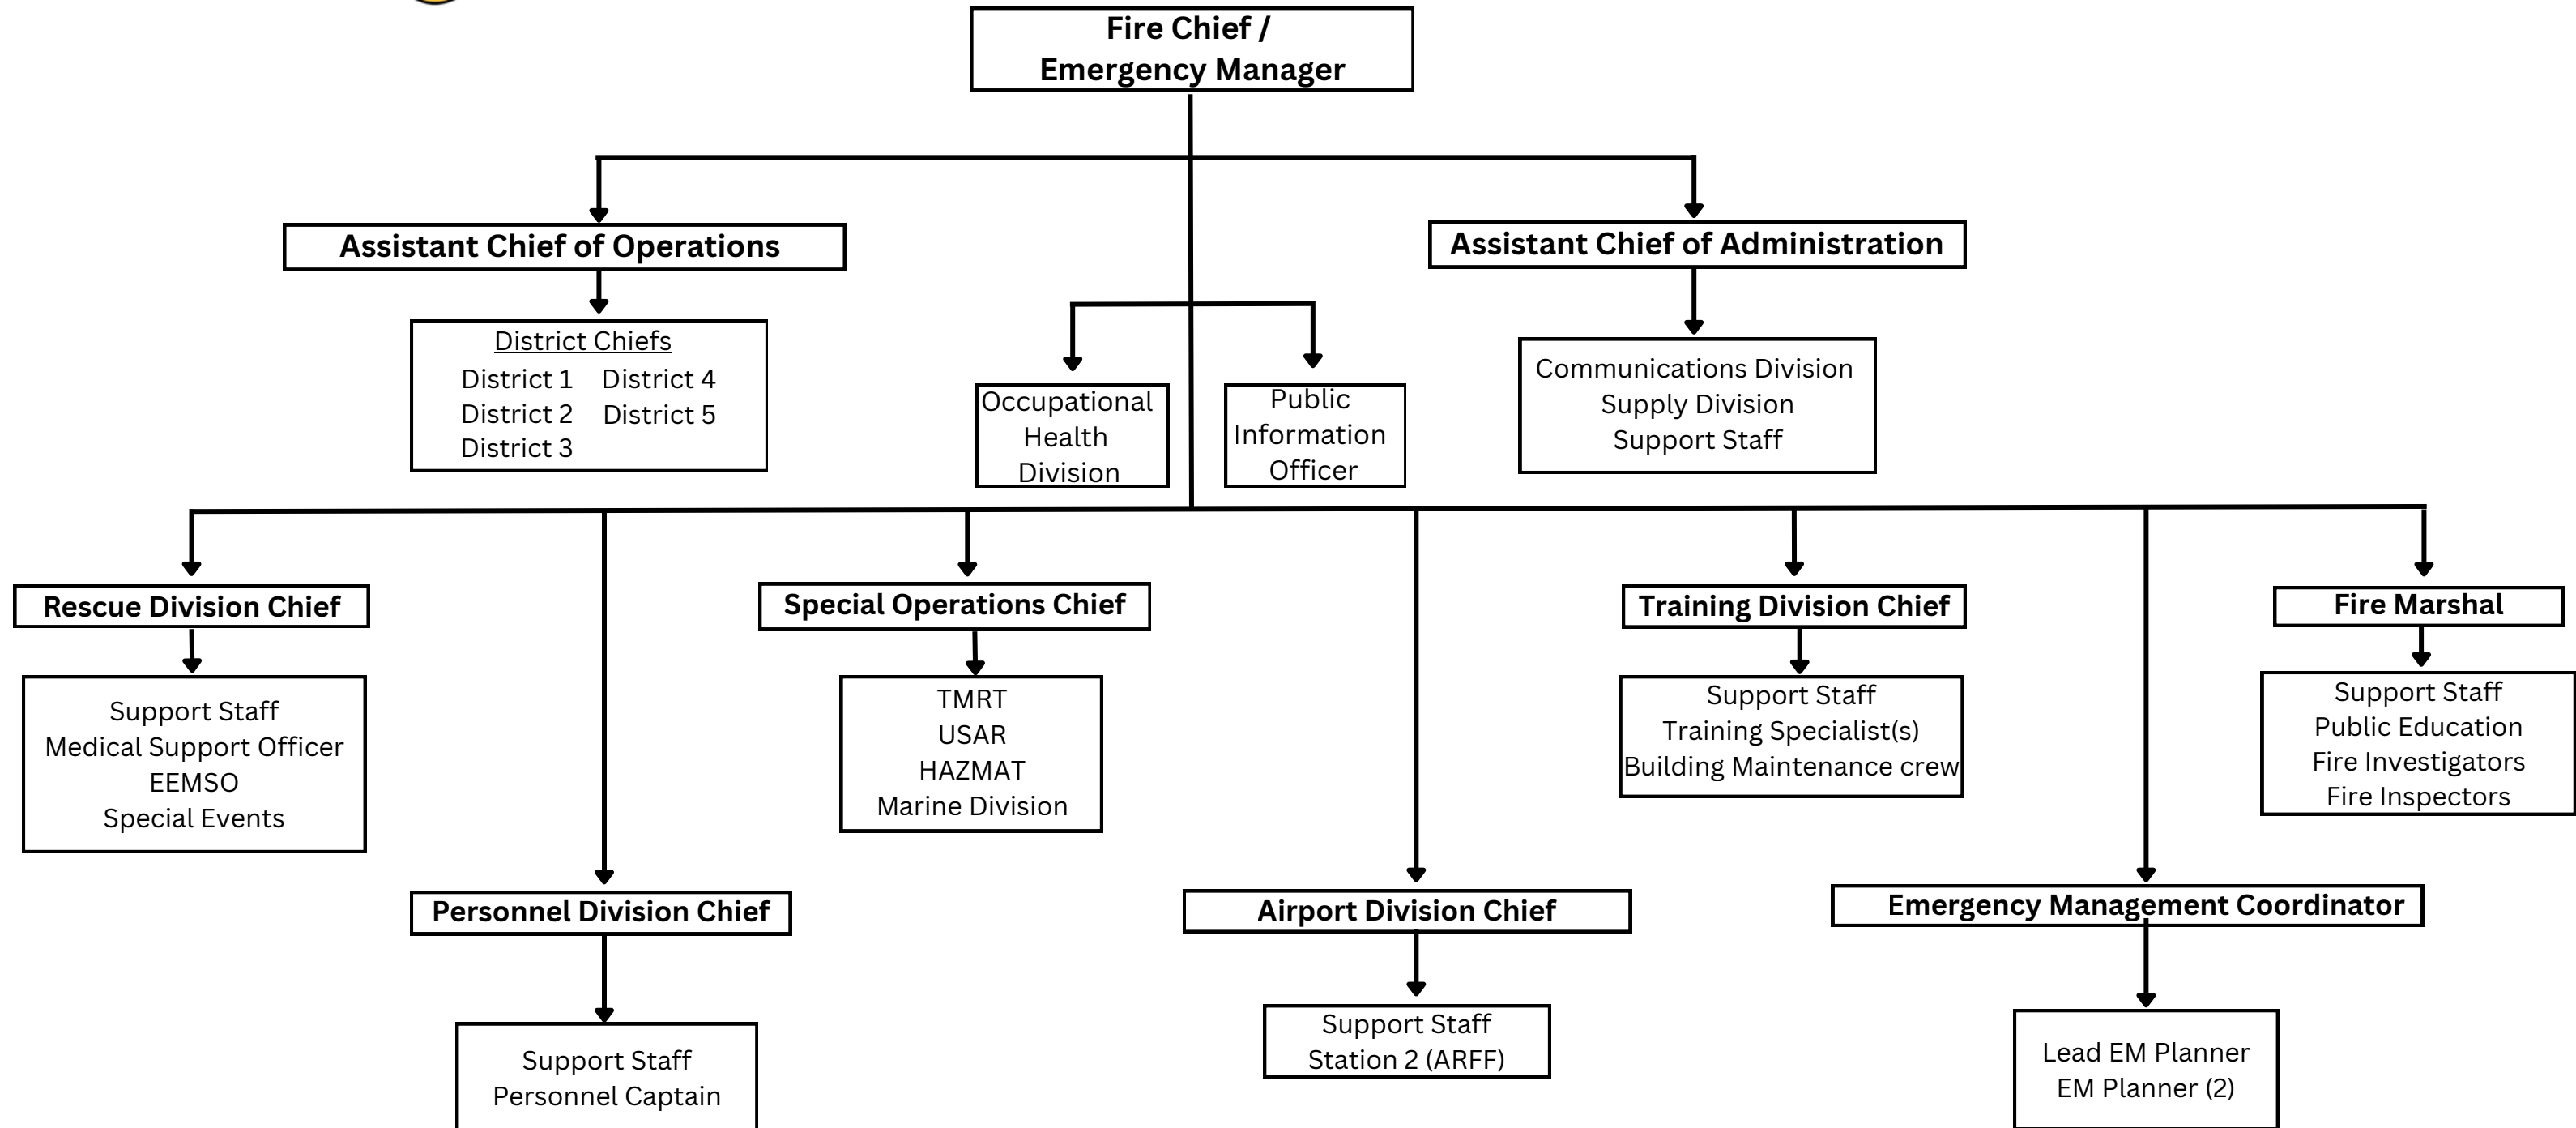 Fire Chief /
Emergency Manager
Assistant Chief of Operations
Assistant Chief of Administration
District Chiefs
District 1 District 4
District 2 District 5
District 3
Occupational
Health
Division
Public
Information
Officer
Communications Division
Supply Division
Support Staff
Rescue Division Chief
Special Operations Chief
Training Division Chief
Fire Marshal
Support Staff
Medical Support Officer
EEMSO
Special Events
TMRT
USAR
HAZMAT
Marine Division
Support Staff
Training Specialist(s)
Building Maintenance crew
Support Staff
Public Education
Fire Investigators
Fire Inspectors
Personnel Division Chief
Airport Division Chief
Emergency Management Coordinator
Support Staff
Personnel Captain
Support Staff
Station 2 (ARFF)
Lead EM Planner
EM Planner (2)